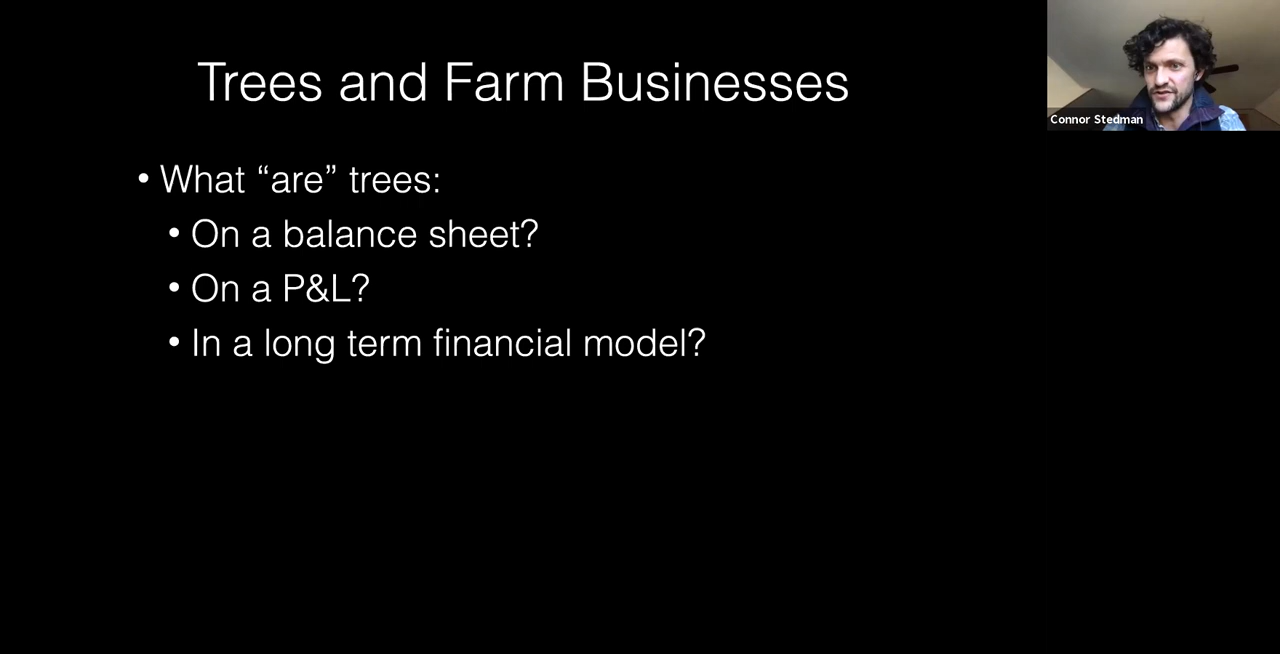 Trees and Farm Businesses
Connor Stedman
• What “are” trees:
• On a balance sheet?
• On a P&L?
• In a long term financial model?